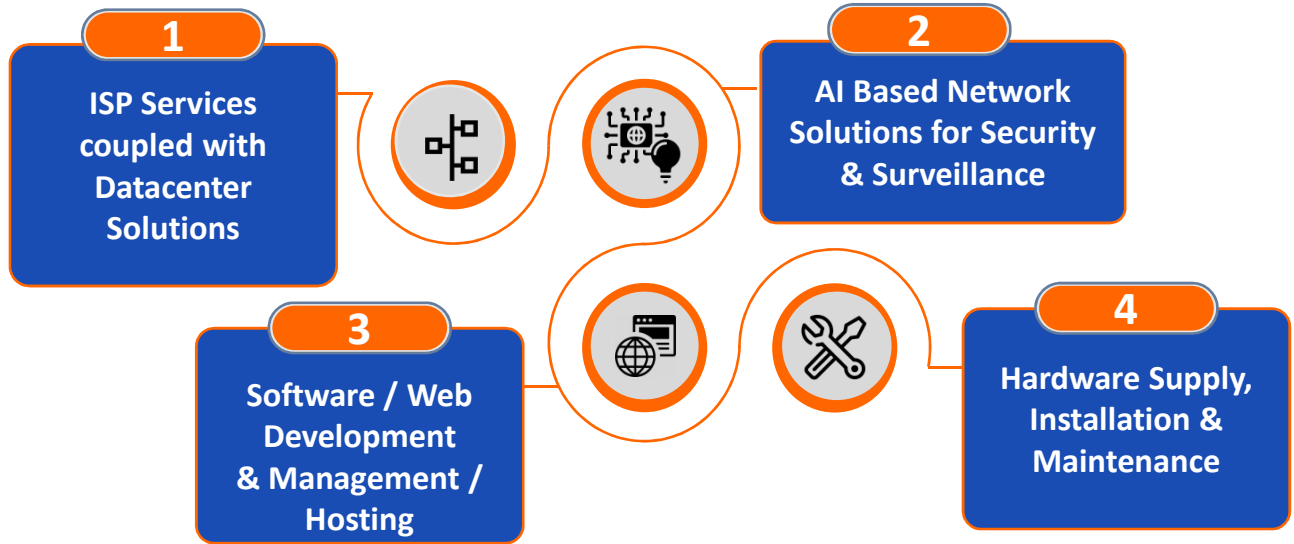 1
ISP Services
coupled with
Datacenter
Solutions
2
AI Based Network
Solutions for Security
& Surveillance
3
Software / Web
Development
& Management /
Hosting
4
Hardware Supply,
Installation &
Maintenance